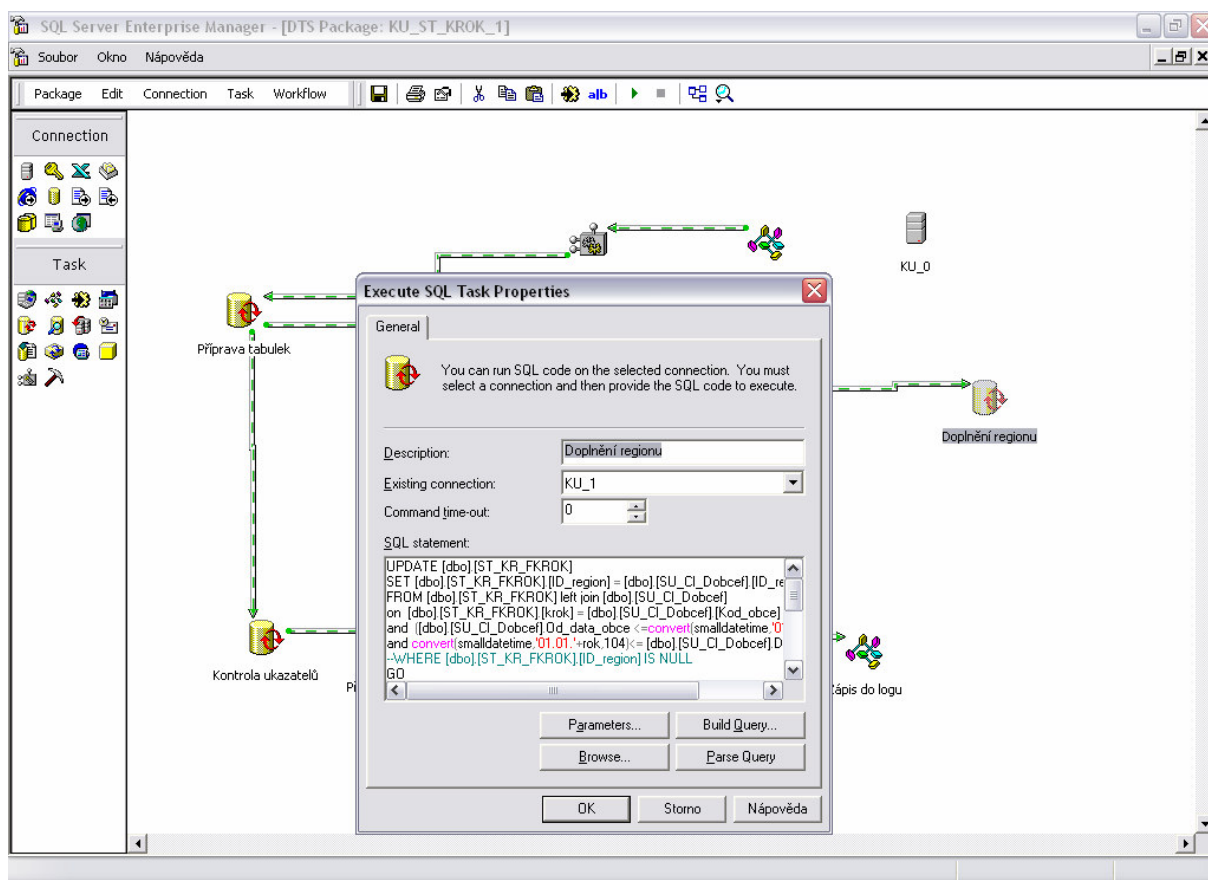 SQL Server Enterprise Manager - [DTS Package: KU_ST_KROK_1]
Soubor Okno Nápověda
Package Edit Connection Task Workflow a|b
Connection
Task
KU_0
Příprava tabulek
Doplnění regionu
Kontrola ukazatelů
Execute SQL Task Properties
General
You can run SQL code on the selected connection. You must
select a connection and then provide the SQL code to execute.
Description: Doplnění regionu
Existing connection: KU_1
Command time-out: 0
SQL statement:
UPDATE [dbo].[ST_KR_FKROK]
SET [dbo].[ST_KR_FKROK].[ID_region] = [dbo].[SU_CI_Dobcef].[ID_re
FROM [dbo].[ST_KR_FKROK] left join [dbo].[SU_CI_Dobcef]
on [dbo].[ST_KR_FKROK].[krok] = [dbo].[SU_CI_Dobcef].[Kod_obce]
and ([dbo].[SU_CI_Dobcef].Od_data_obce <=convert(smalldatetime,'0
and convert(smalldatetime,'01.01.'+rok,104)<= [dbo].[SU_CI_Dobcef].D
--WHERE [dbo].[ST_KR_FKROK].[ID_region] IS NULL
GO
Př
ápis do logu
Parameters... Build Query...
Browse... Parse Query
OK Storno Nápověda